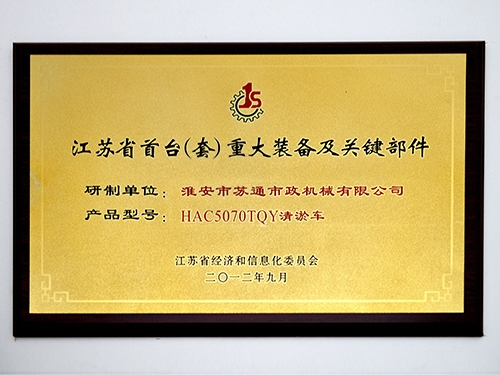 江苏省首台(套)重大装备及关键部件
研制单位：淮安市苏通市政机械有限公司
产品型号：HAC5070TQY清淤车
江苏省经济和信息化委员会
二〇一二年九月